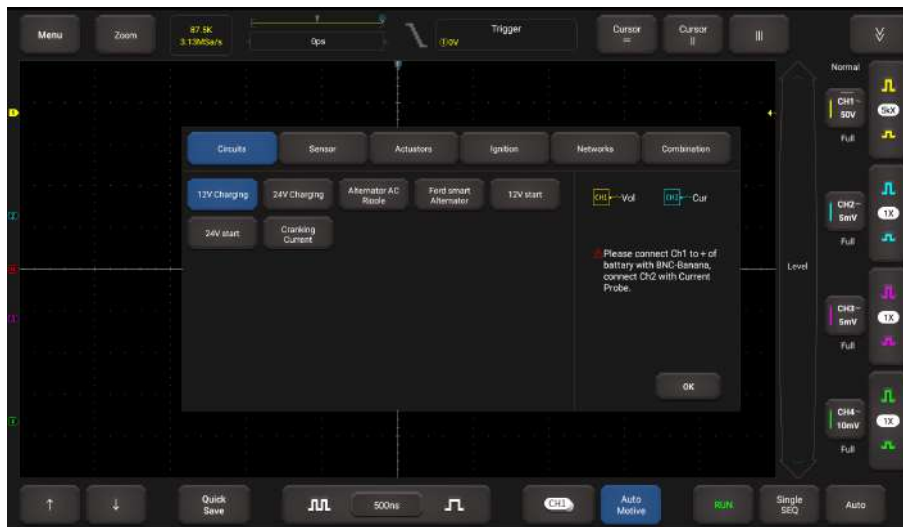 Menu
Zoom
87.5K
3.13MSa/s
T
0ps
①0V
Trigger
Cursor
=
Cursor
||
|||
Normal
CH1~
50V
5kX
Full
CH2~
5mV
1X
Full
CH3~
5mV
1X
Full
CH4~
10mV
1X
Full
Level
Circuits
Sensor
Actuators
Ignition
Networks
Combination
12V Charging
24V Charging
Alternator AC
Ripple
Ford smart
Alternator
12V start
24V start
Cranking
Current
CH1 Vol
CH2 Cur
Please connect Ch1 to + of
battary with BNC-Banana,
connect Ch2 with Current
Probe.
OK
↑
↓
Quick
Save
500ns
CH1
Auto
Motive
RUN
Single
SEQ
Auto